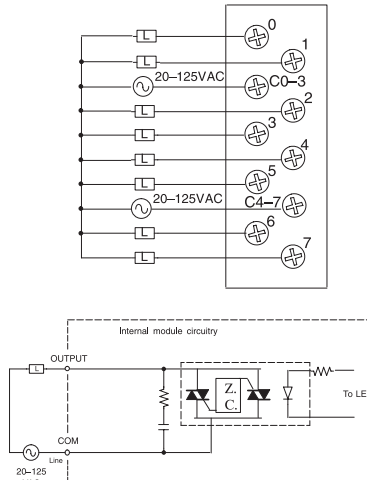 L 0
L 1
20–125VAC C0–3
L 2
L 3
L 4
L 5
20–125VAC C4–7
L 6
L 7
Internal module circuitry
OUTPUT
L
Z.
C.
To LE
COM
Line
20–125